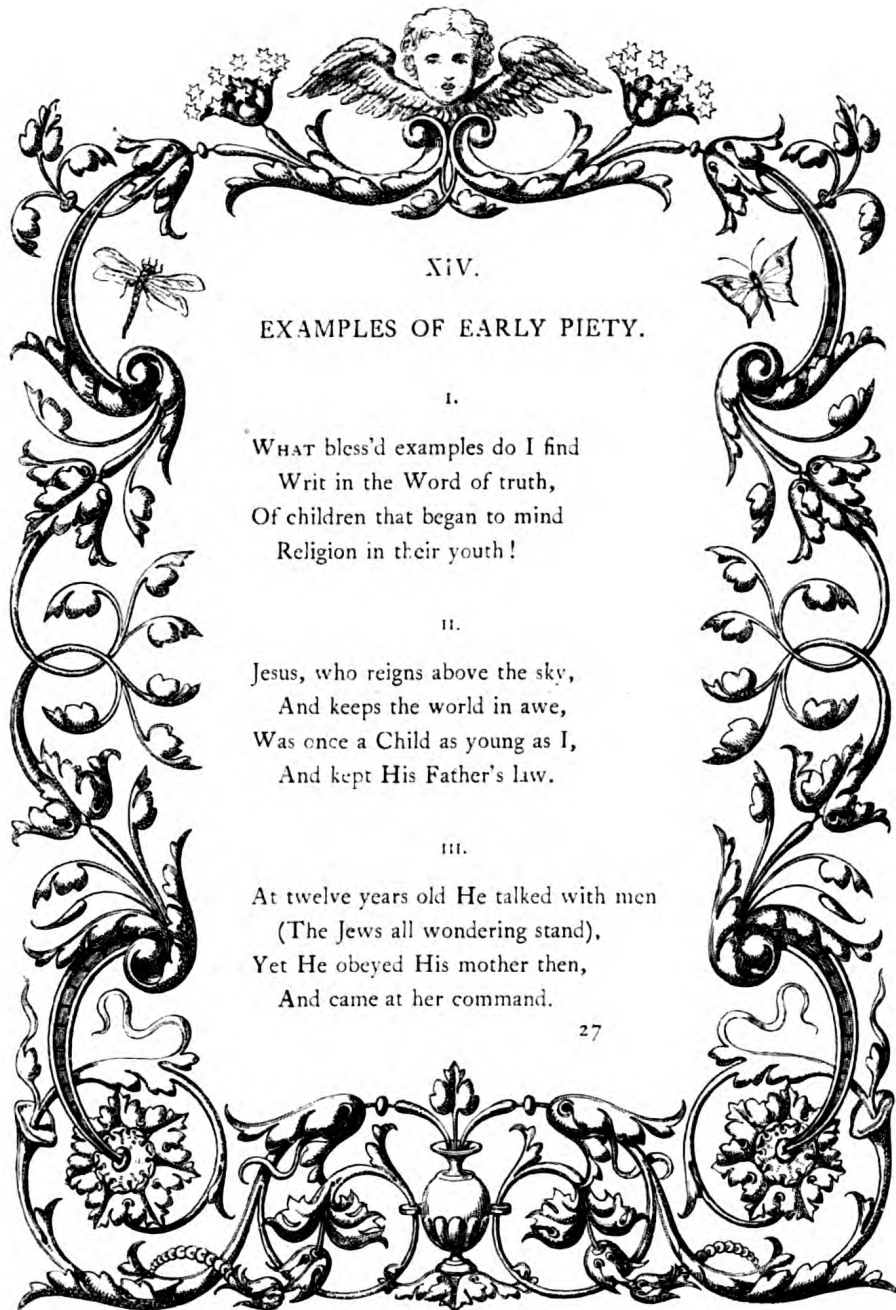 XIV.
EXAMPLES OF EARLY PIETY.
I.
WHAT bless'd examples do I find
Writ in the Word of truth,
Of children that began to mind
Religion in their youth!
II.
Jesus, who reigns above the sky,
And keeps the world in awe,
Was once a Child as young as I,
And kept His Father's law.
III.
At twelve years old He talked with men
(The Jews all wondering stand),
Yet He obeyed His mother then,
And came at her command.
27